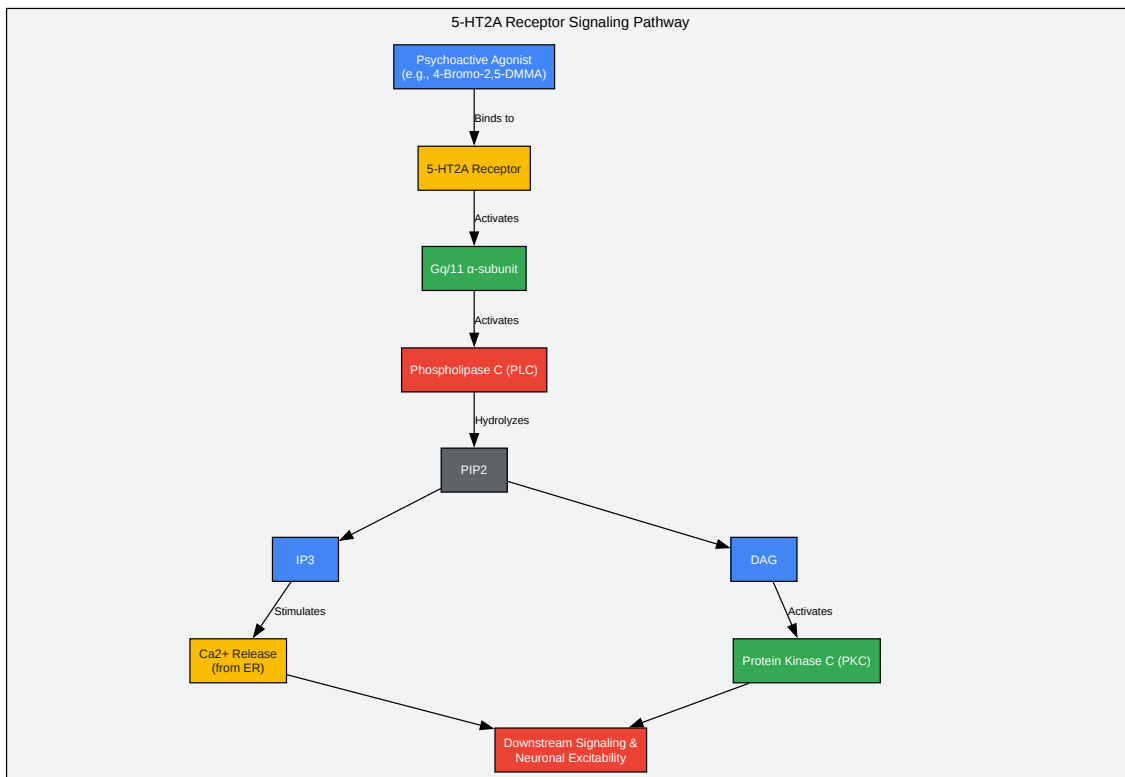 5-HT2A Receptor Signaling Pathway
Psychoactive Agonist
(e.g., 4-Bromo-2,5-DMMA)
Binds to
5-HT2A Receptor
Activates
Gq/11 α-subunit
Activates
Phospholipase C (PLC)
Hydrolyzes
PIP2
IP3
DAG
Stimulates
Activates
Ca2+ Release
(from ER)
Protein Kinase C (PKC)
Downstream Signaling &
Neuronal Excitability